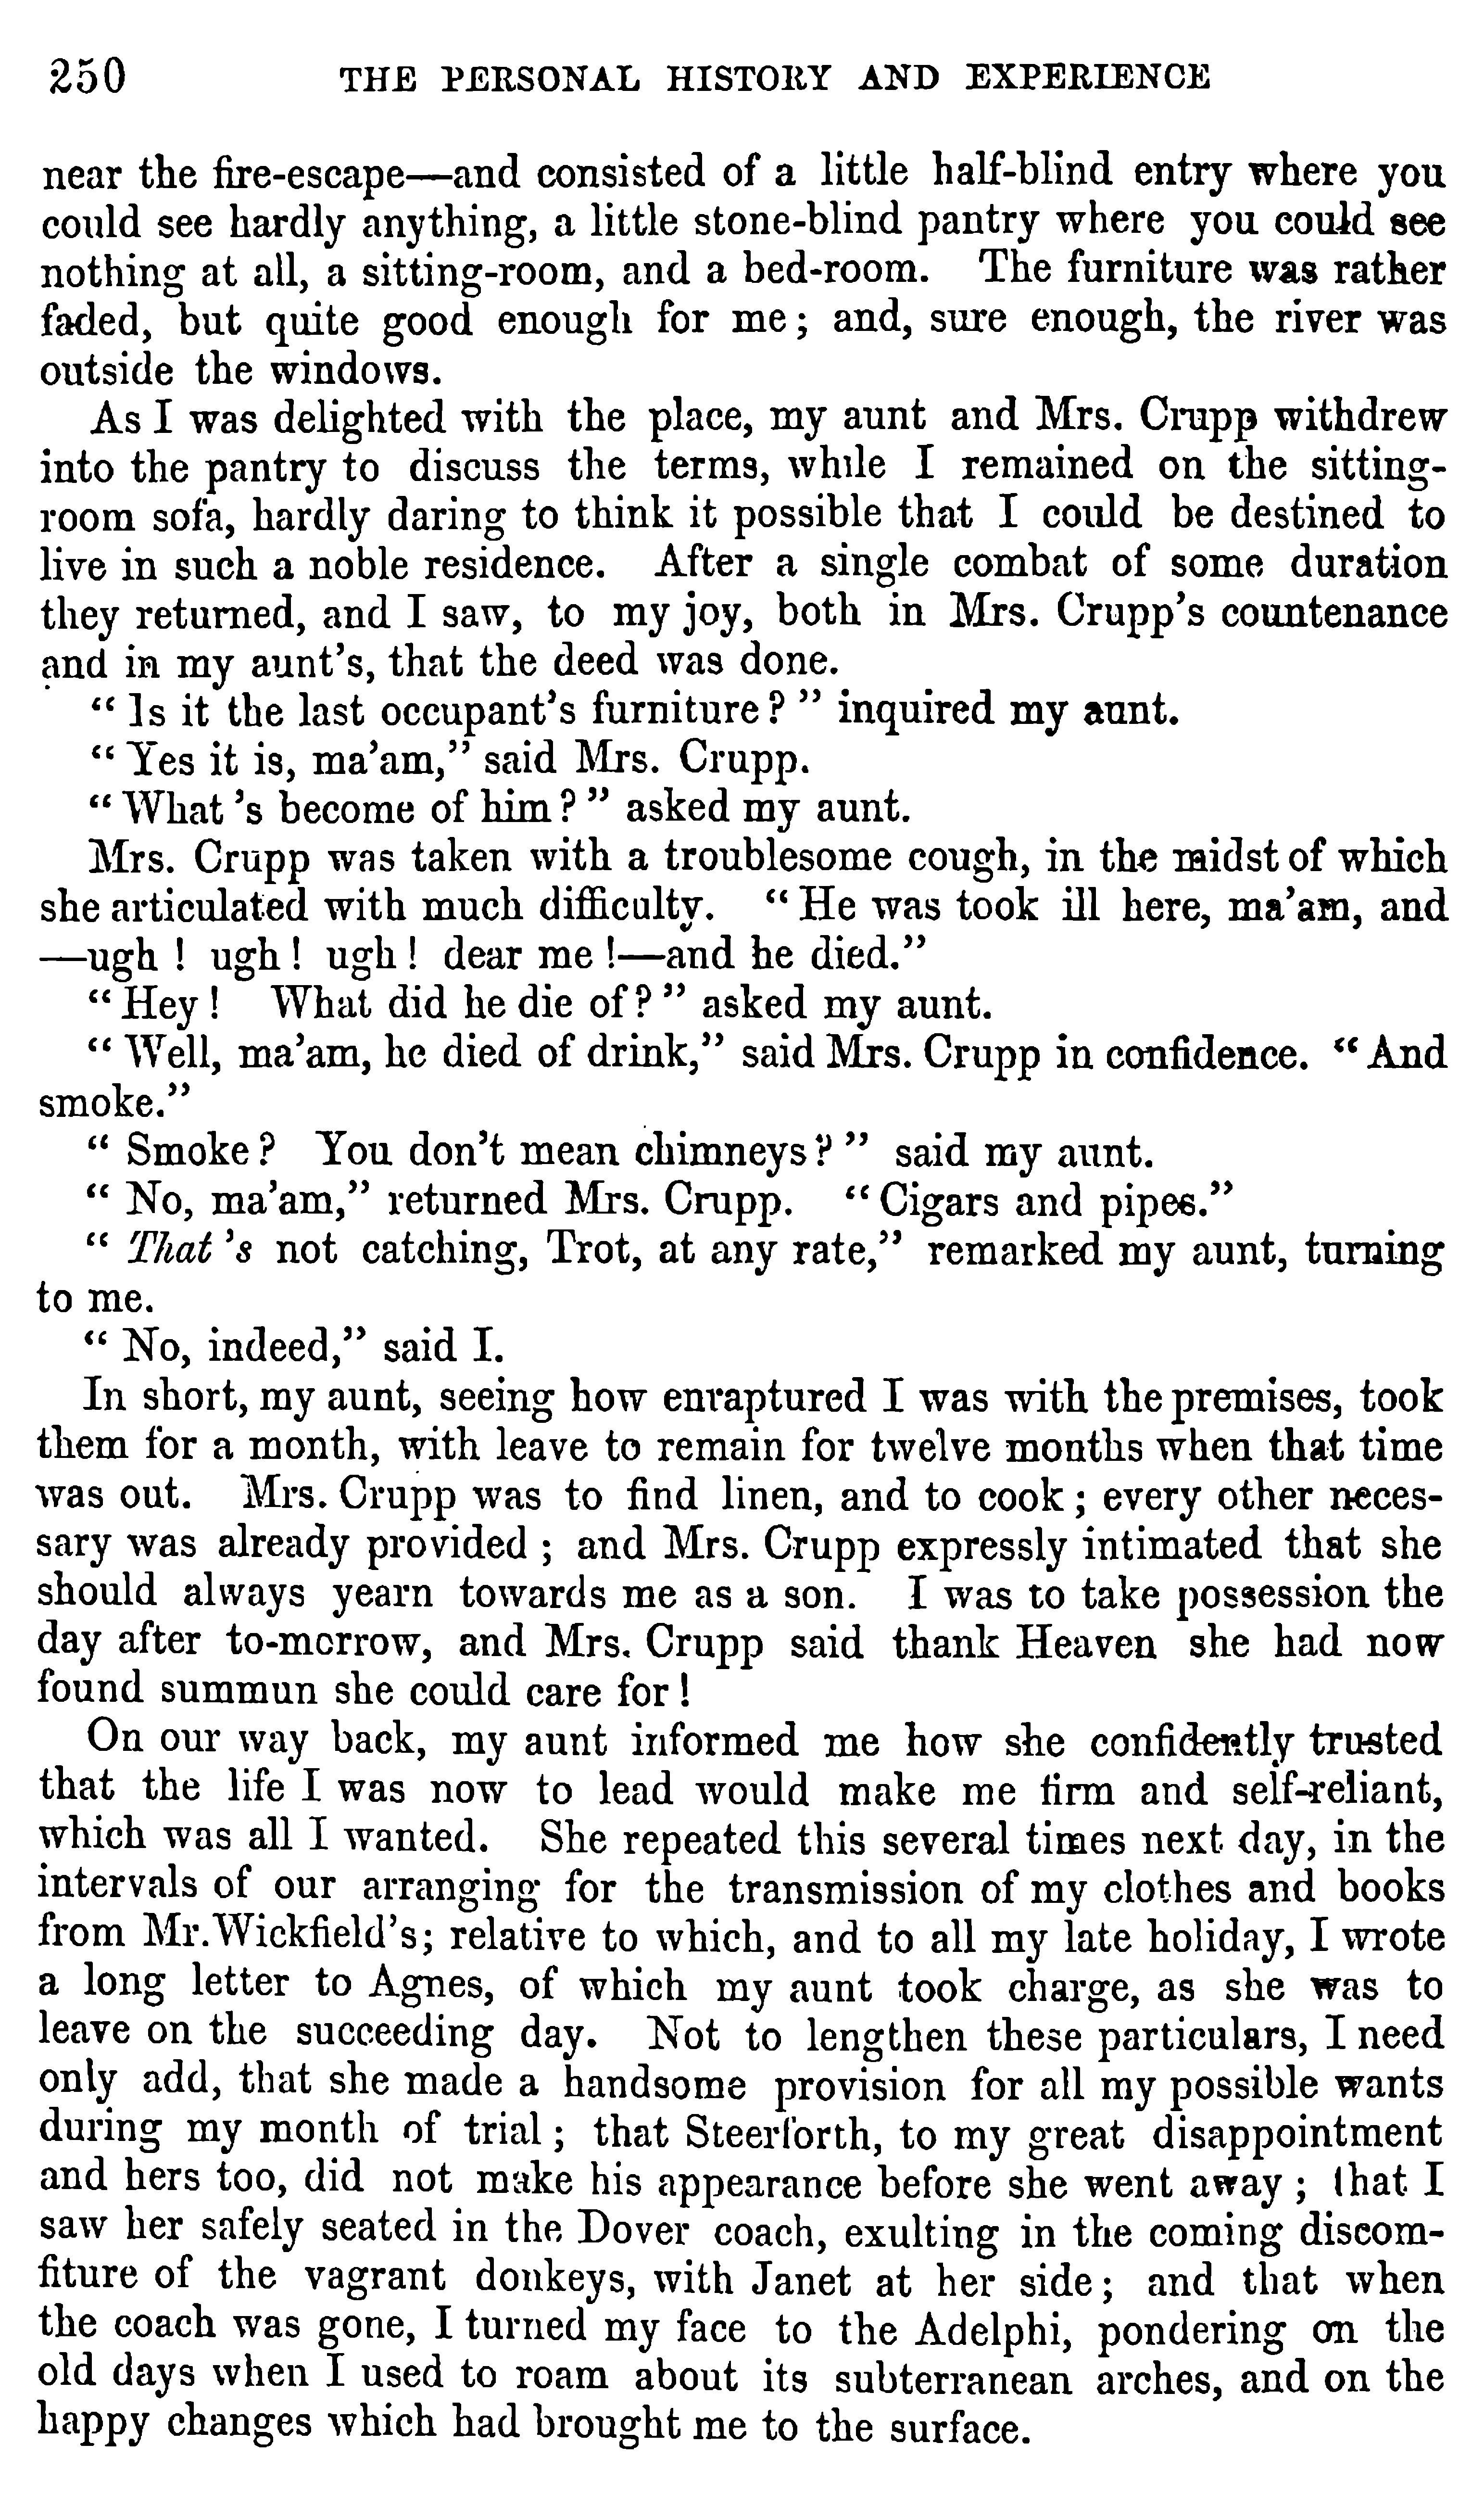 250 THE PERSONAL HISTORY AND EXPERIENCE
near the fire-escape—and consisted of a little half-blind entry where you
could see hardly anything, a little stone-blind pantry where you could see
nothing at all, a sitting-room, and a bed-room. The furniture was rather
faded, but quite good enough for me; and, sure enough, the river was
outside the windows.
As I was delighted with the place, my aunt and Mrs. Crupp withdrew
into the pantry to discuss the terms, while I remained on the sitting-
room sofa, hardly daring to think it possible that I could be destined to
live in such a noble residence. After a single combat of some duration
they returned, and I saw, to my joy, both in Mrs. Crupp's countenance
and in my aunt's, that the deed was done.
"Is it the last occupant's furniture?" inquired my aunt.
"Yes it is, ma'am," said Mrs. Crupp.
"What's become of him?" asked my aunt.
Mrs. Crupp was taken with a troublesome cough, in the midst of which
she articulated with much difficulty. "He was took ill here, ma'am, and
—ugh! ugh! ugh! dear me!—and he died."
"Hey! What did he die of?" asked my aunt.
"Well, ma'am, he died of drink," said Mrs. Crupp in confidence. "And
smoke."
"Smoke? You don't mean chimneys?" said my aunt.
"No, ma'am," returned Mrs. Crupp. "Cigars and pipes."
"That's not catching, Trot, at any rate," remarked my aunt, turning
to me.
"No, indeed," said I.
In short, my aunt, seeing how enraptured I was with the premises, took
them for a month, with leave to remain for twelve months when that time
was out. Mrs. Crupp was to find linen, and to cook; every other neces-
sary was already provided; and Mrs. Crupp expressly intimated that she
should always yearn towards me as a son. I was to take possession the
day after to-morrow, and Mrs. Crupp said thank Heaven she had now
found summun she could care for!
On our way back, my aunt informed me how she confidently trusted
that the life I was now to lead would make me firm and self-reliant,
which was all I wanted. She repeated this several times next day, in the
intervals of our arranging for the transmission of my clothes and books
from Mr. Wickfield's; relative to which, and to all my late holiday, I wrote
a long letter to Agnes, of which my aunt took charge, as she was to
leave on the succeeding day. Not to lengthen these particulars, I need
only add, that she made a handsome provision for all my possible wants
during my month of trial; that Steerforth, to my great disappointment
and hers too, did not make his appearance before she went away; that I
saw her safely seated in the Dover coach, exulting in the coming discom-
fiture of the vagrant donkeys, with Janet at her side; and that when
the coach was gone, I turned my face to the Adelphi, pondering on the
old days when I used to roam about its subterranean arches, and on the
happy changes which had brought me to the surface.